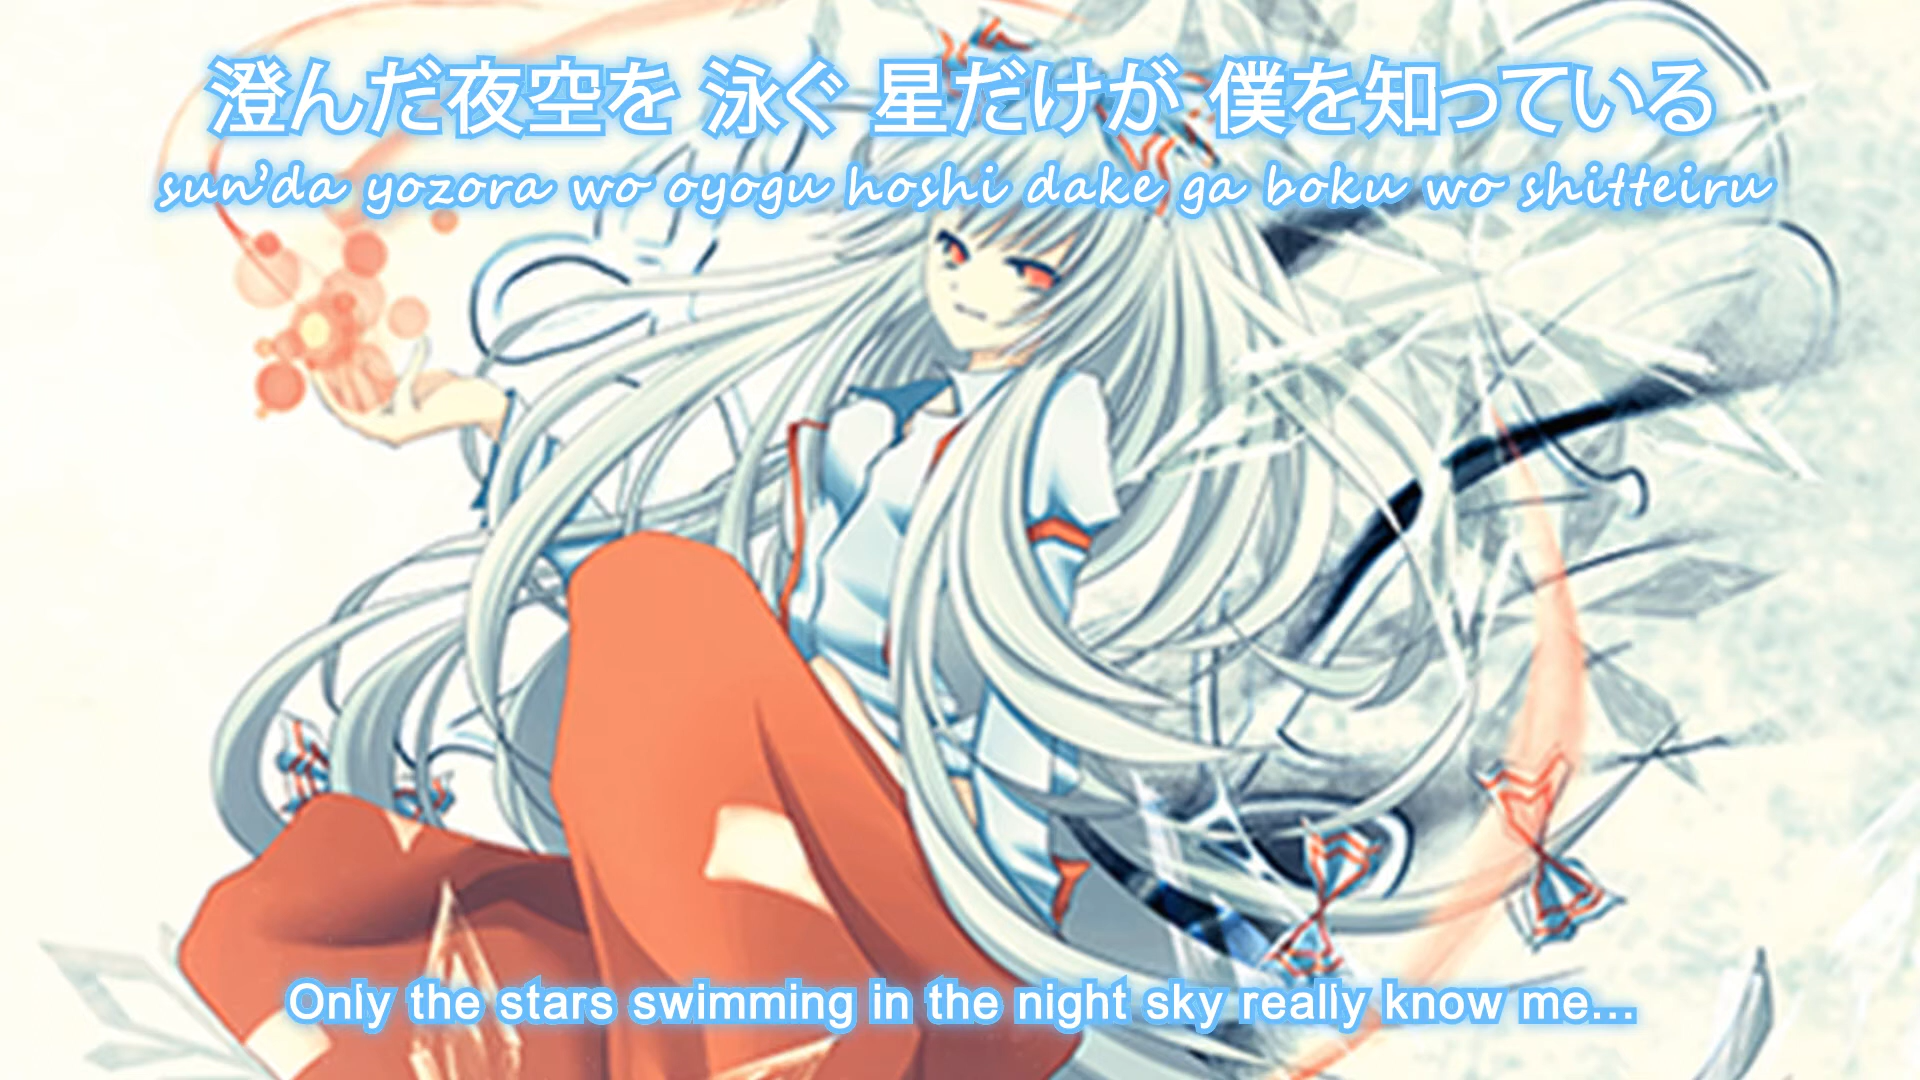 澄んだ夜空を 泳ぐ 星だけが 僕を知っている
sun'da yozora wo oyogu hoshi dake ga boku wo shitteiru
Only the stars swimming in the night sky really know me...